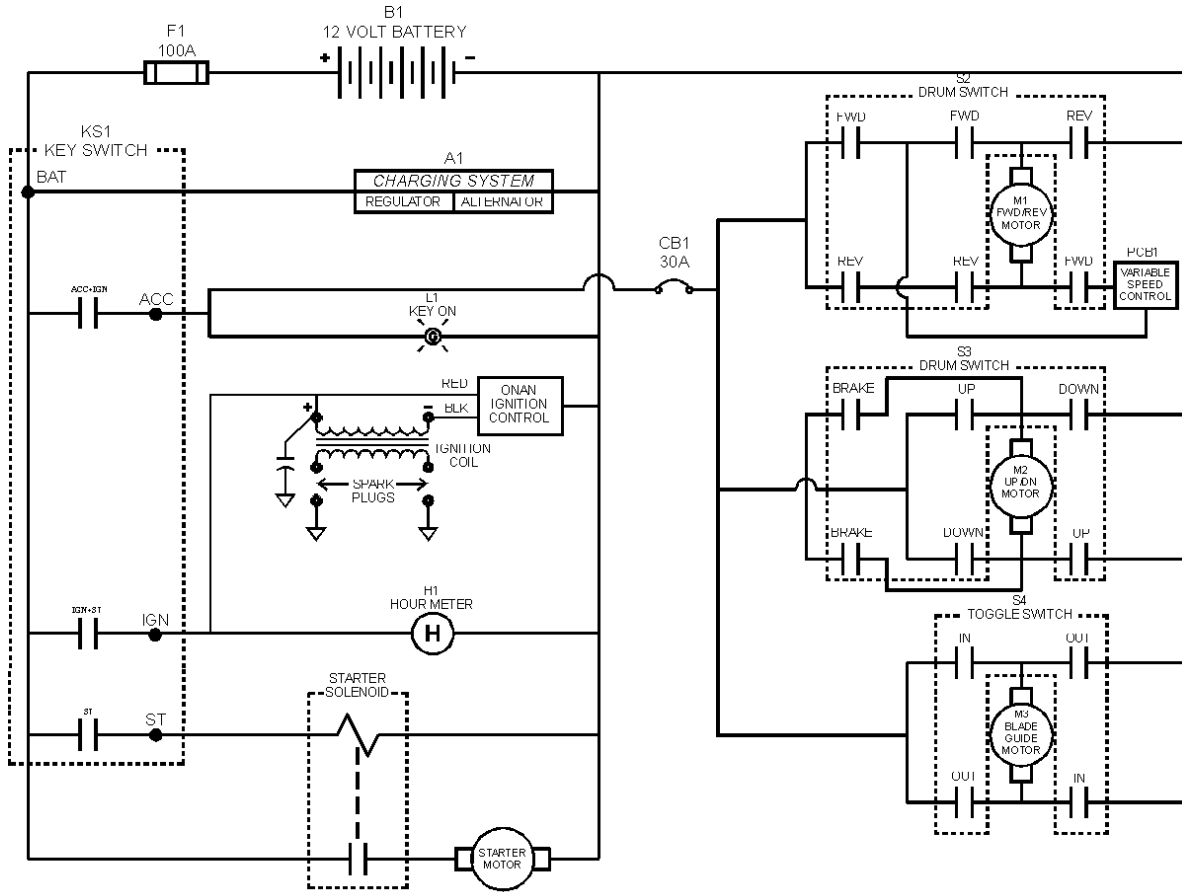 F1
100A
B1
12 VOLT BATTERY
+
-
S2
DRUM SWITCH
FWD
FWD
REV
KS1
KEY SWITCH
BAT
A1
CHARGING SYSTEM
REGULATOR
ALTERNATOR
M1
FWD/REV
MOTOR
CB1
30A
REV
REV
FWD
PCB1
VARIABLE
SPEED
CONTROL
ACC+IGN
ACC
L1
KEY ON
G
S3
DRUM SWITCH
BRAKE
UP
DOWN
RED
BLK
ONAN
IGNITION
CONTROL
+
-
IGNITION
COIL
SPARK
PLUGS
M2
UP/DN
MOTOR
BRAKE
DOWN
UP
H1
HOUR METER
H
IGN+ST
IGN
S4
TOGGLE SWITCH
IN
OUT
STARTER
SOLENOID
ST
ST
M3
BLADE
GUIDE
MOTOR
OUT
IN
STARTER
MOTOR